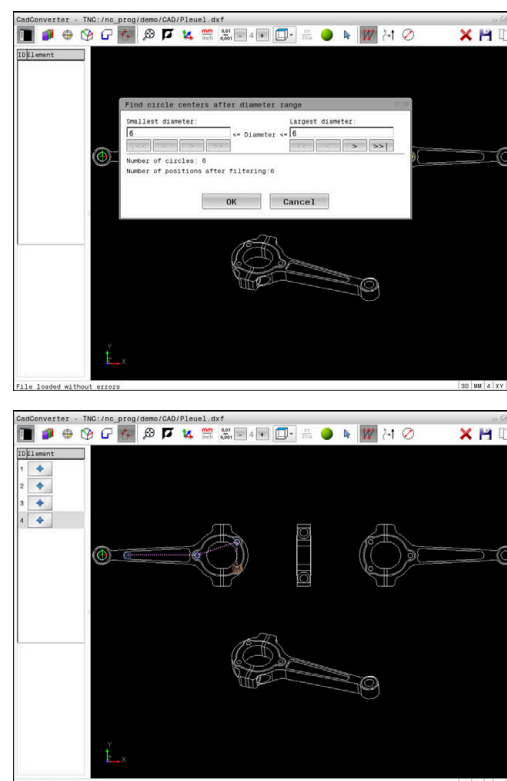 CadConverter - TNC:/nc_prog/demo/CAD/Pleuel.dxf
mm inch 0,01 0,001 4
ID Element
Find circle centers after diameter range
Smallest diameter: Largest diameter:
6 <= Diameter <= 6
|<< < > >> << < > >>|
Number of circles: 6
Number of positions after filtering:6
OK Cancel
Y
Z X
File loaded without errors 3D MM 4 XY
CadConverter - TNC:/nc_prog/demo/CAD/Pleuel.dxf
mm inch 0,01 0,001 4
ID Element
1
2
3
4
Y
Z X